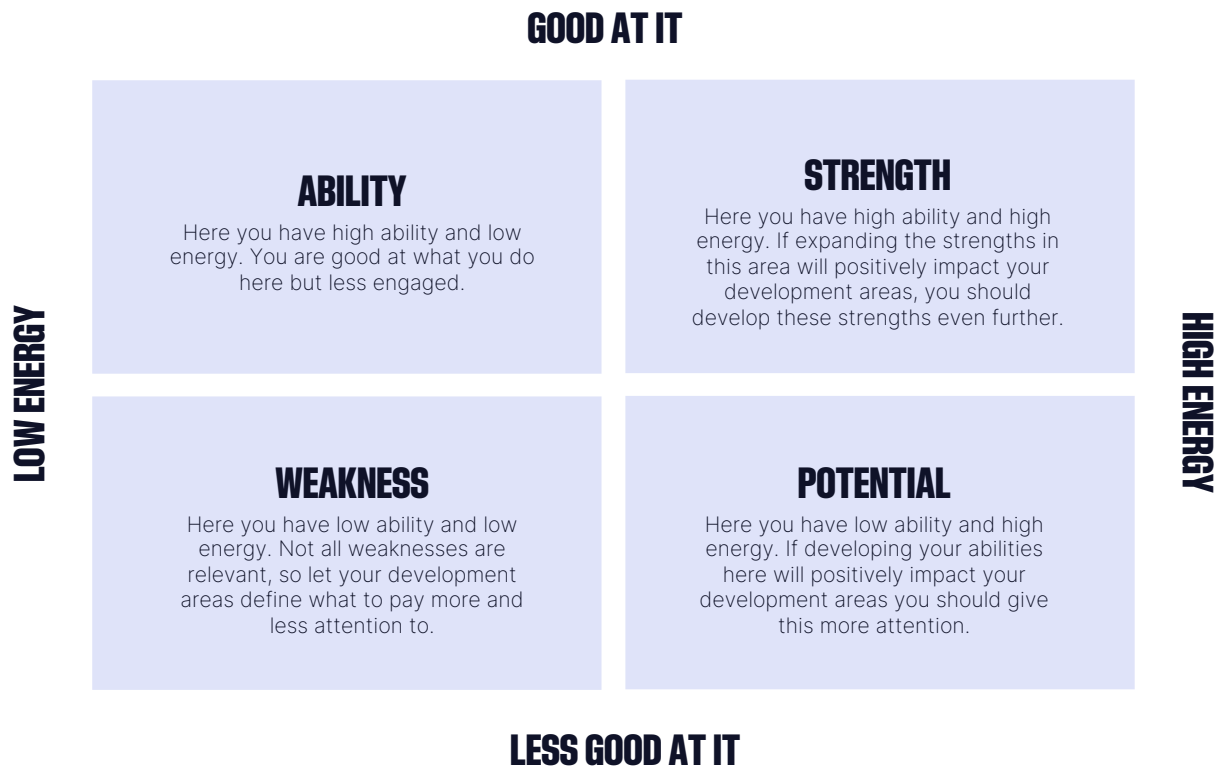 GOOD AT IT
ABILITY
Here you have high ability and low
energy. You are good at what you do
here but less engaged.
STRENGTH
Here you have high ability and high
energy. If expanding the strengths in
this area will positively impact your
development areas, you should
develop these strengths even further.
LOW ENERGY
HIGH ENERGY
WEAKNESS
Here you have low ability and low
energy. Not all weaknesses are
relevant, so let your development
areas define what to pay more and
less attention to.
POTENTIAL
Here you have low ability and high
energy. If developing your abilities
here will positively impact your
development areas you should give
this more attention.
LESS GOOD AT IT